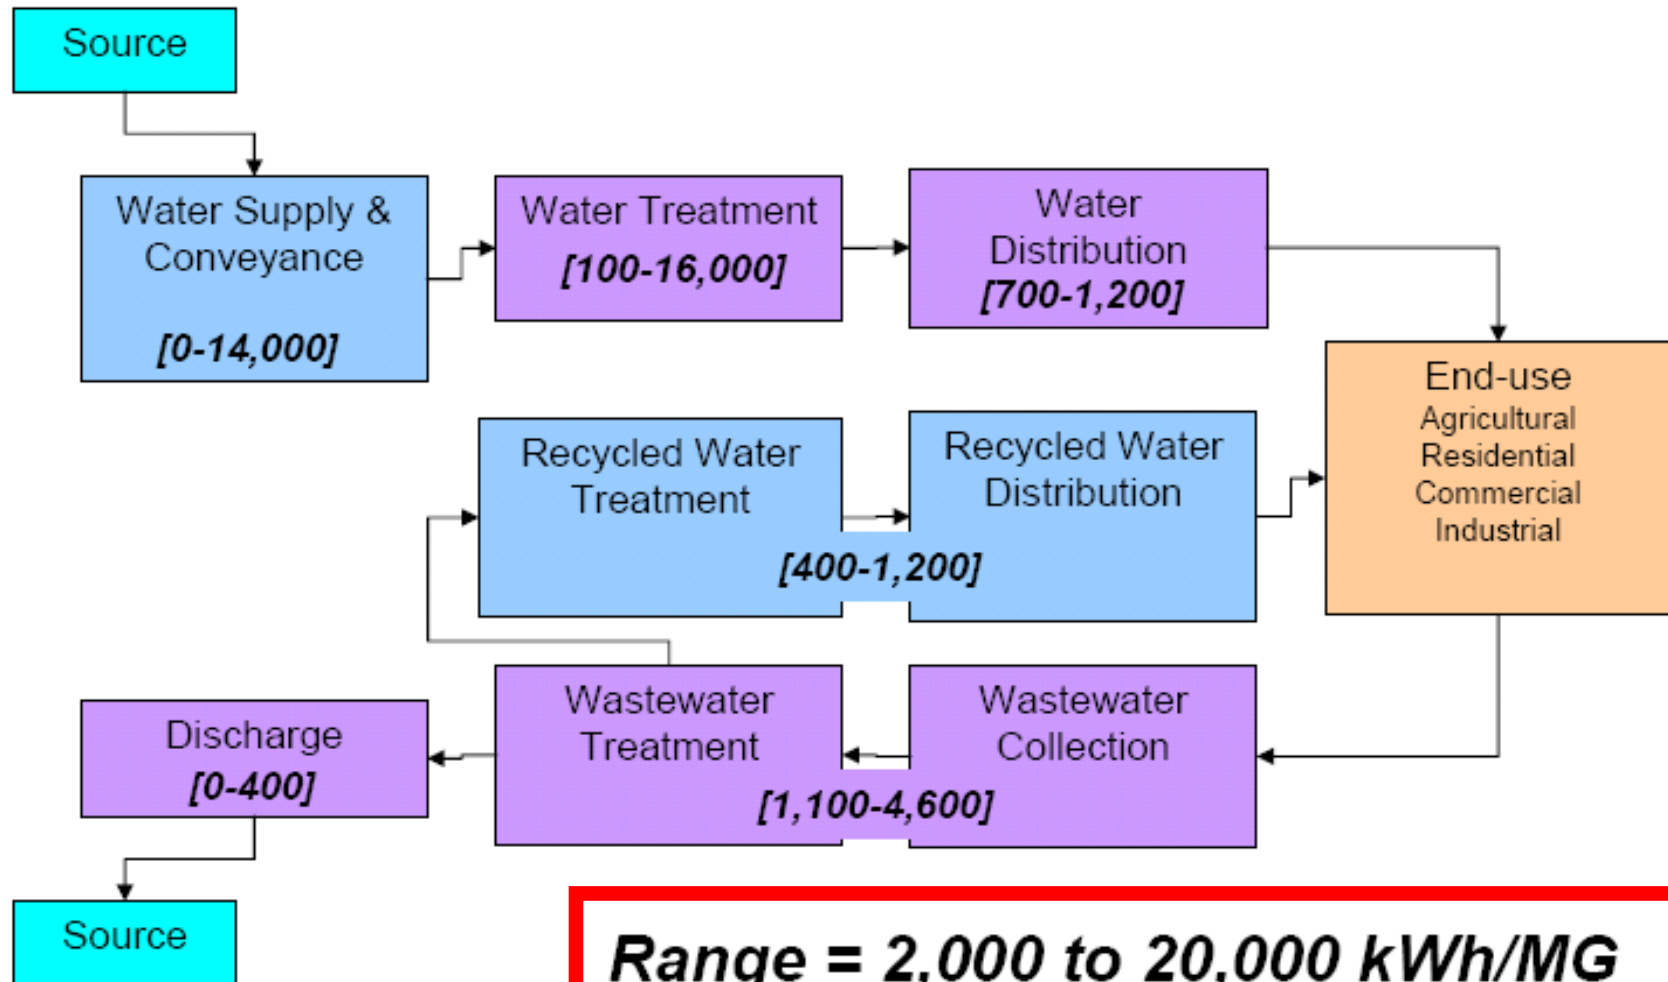 Source
Water Supply &
Conveyance
[0-14,000]
Water Treatment
[100-16,000]
Water
Distribution
[700-1,200]
End-use
Agricultural
Residential
Commercial
Industrial
Recycled Water
Treatment
Recycled Water
Distribution
[400-1,200]
Wastewater
Treatment
Wastewater
Collection
[1,100-4,600]
Discharge
[0-400]
Source
Range = 2,000 to 20,000 kWh/MG